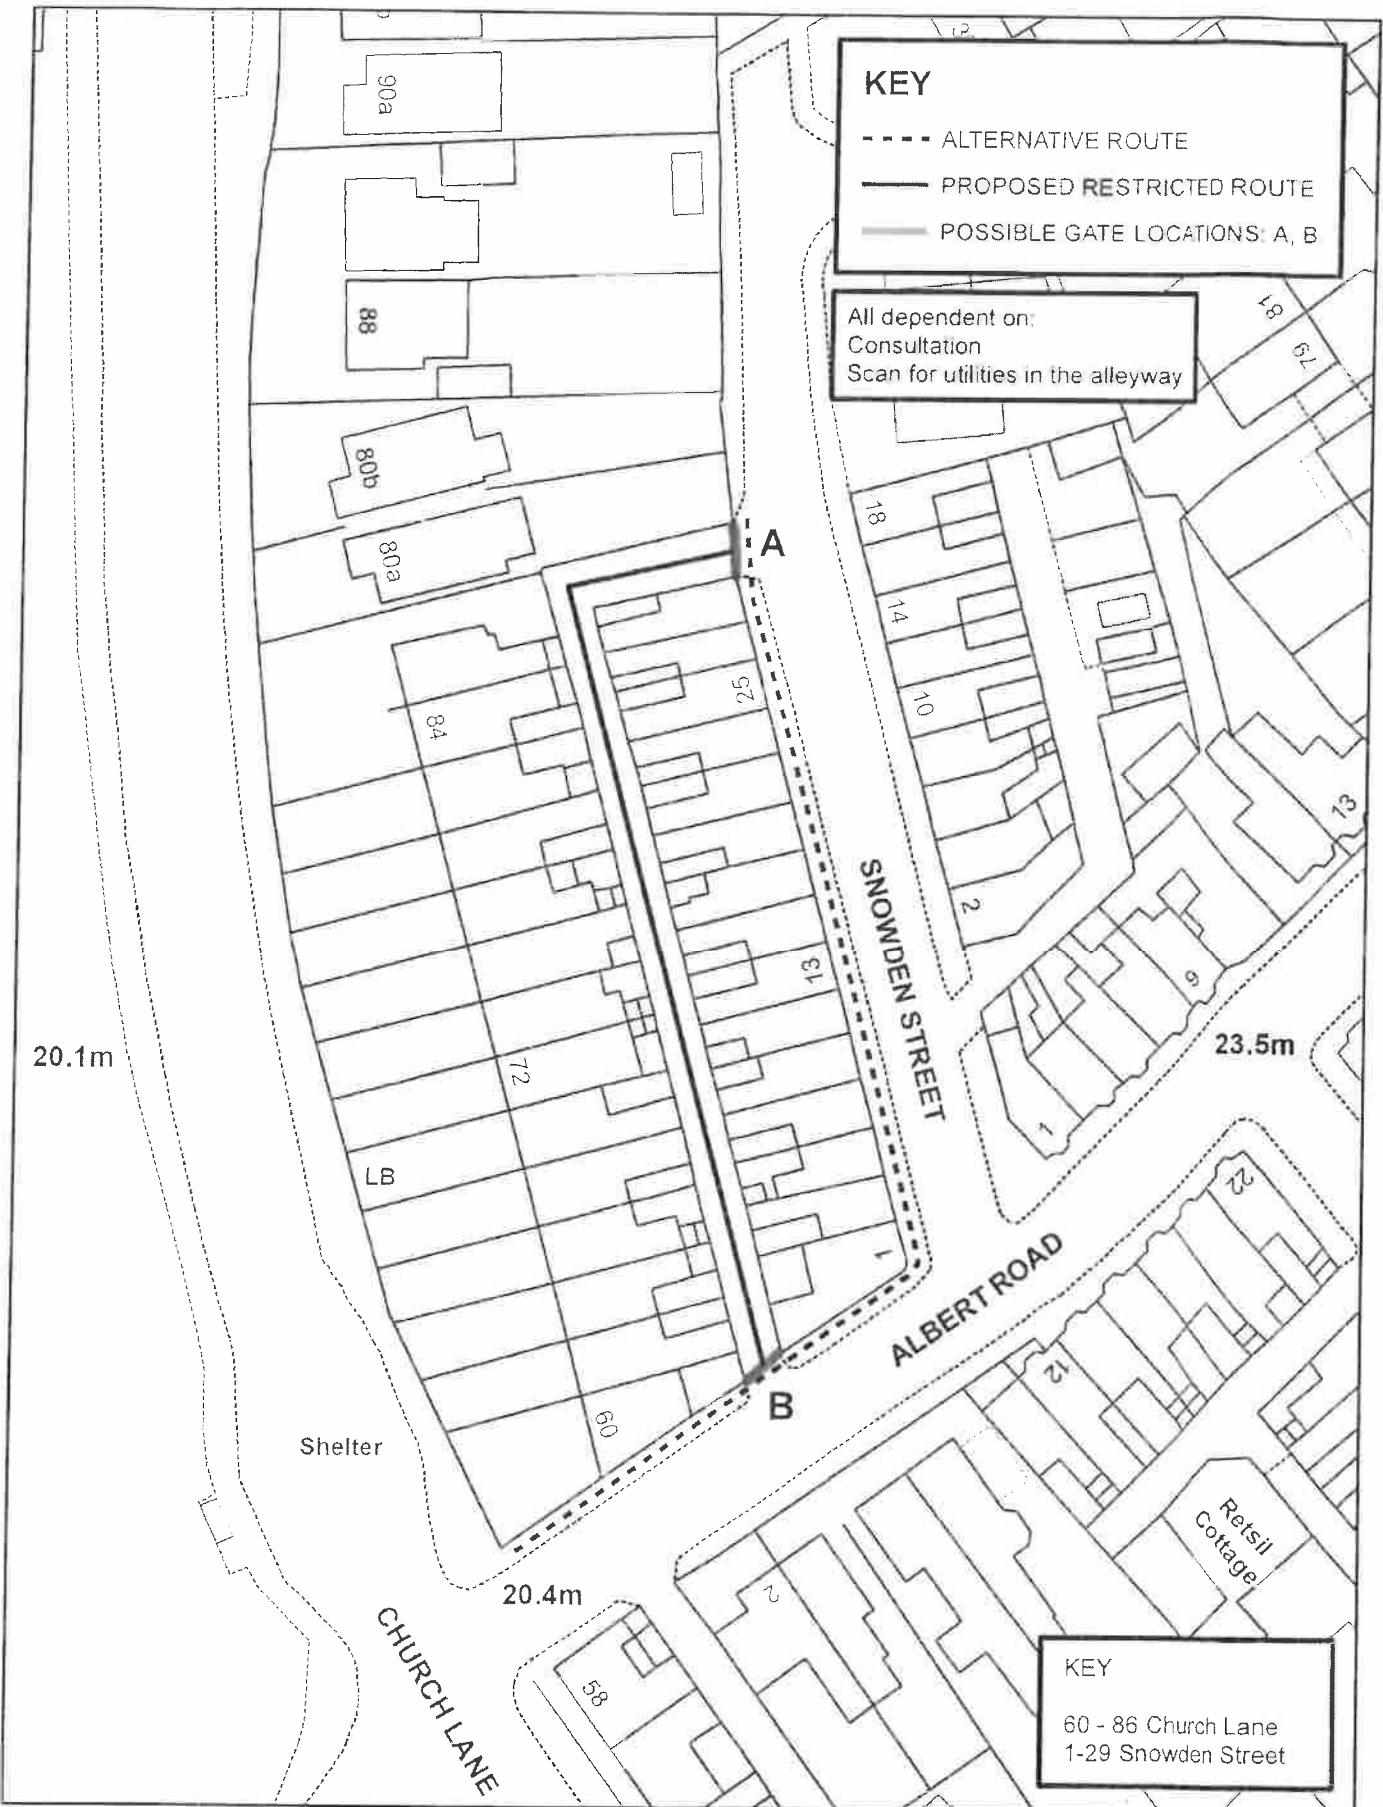 90a
KEY
ALTERNATIVE ROUTE
PROPOSED RESTRICTED ROUTE
POSSIBLE GATE LOCATIONS: A, B
88
All dependent on:
Consultation
Scan for utilities in the alleyway
81
79
80b
80a
A
18
14
10
2
25
84
13
13
SNOWDEN STREET
9
20.1m
72
23.5m
1
LB
22
1
ALBERT ROAD
12
B
60
Shelter
Retsil
Cottage
20.4m
2
58
CHURCH LANE
KEY
60 - 86 Church Lane
1-29 Snowden Street